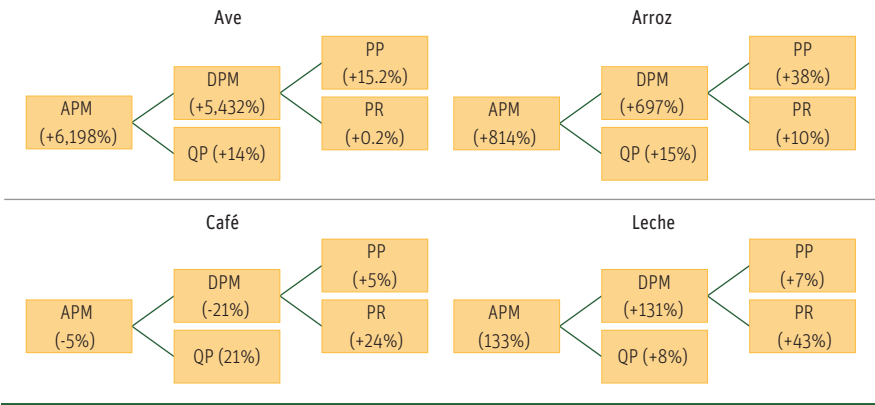 Ave
APM
(+6,198%)
DPM
(+5,432%)
QP (+14%)
PP
(+15.2%)
PR
(+0.2%)
Arroz
APM
(+814%)
DPM
(+697%)
QP (+15%)
PP
(+38%)
PR
(+10%)
Café
APM
(-5%)
DPM
(-21%)
QP (21%)
PP
(+5%)
PR
(+24%)
Leche
APM
(133%)
DPM
(+131%)
QP (+8%)
PP
(+7%)
PR
(+43%)